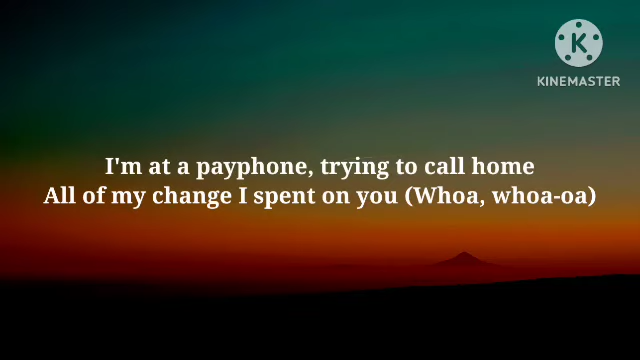 K
KINEMASTER
I'm at a payphone, trying to call home
All of my change I spent on you (Whoa, whoa-oa)